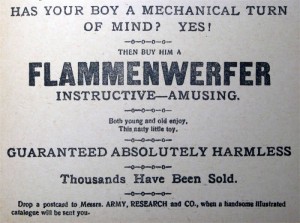 HAS YOUR BOY A MECHANICAL TURN
OF MIND? YES!
THEN BUY HIM A
FLAMMENWERFER
INSTRUCTIVE—AMUSING.
Both young and old enjoy,
This nasty little toy.
GUARANTEED ABSOLUTELY HARMLESS
Thousands Have Been Sold.
Drop a postcard to Messrs. ARMY, RESEARCH and CO., when a handsome illustrated
catalogue will be sent you.